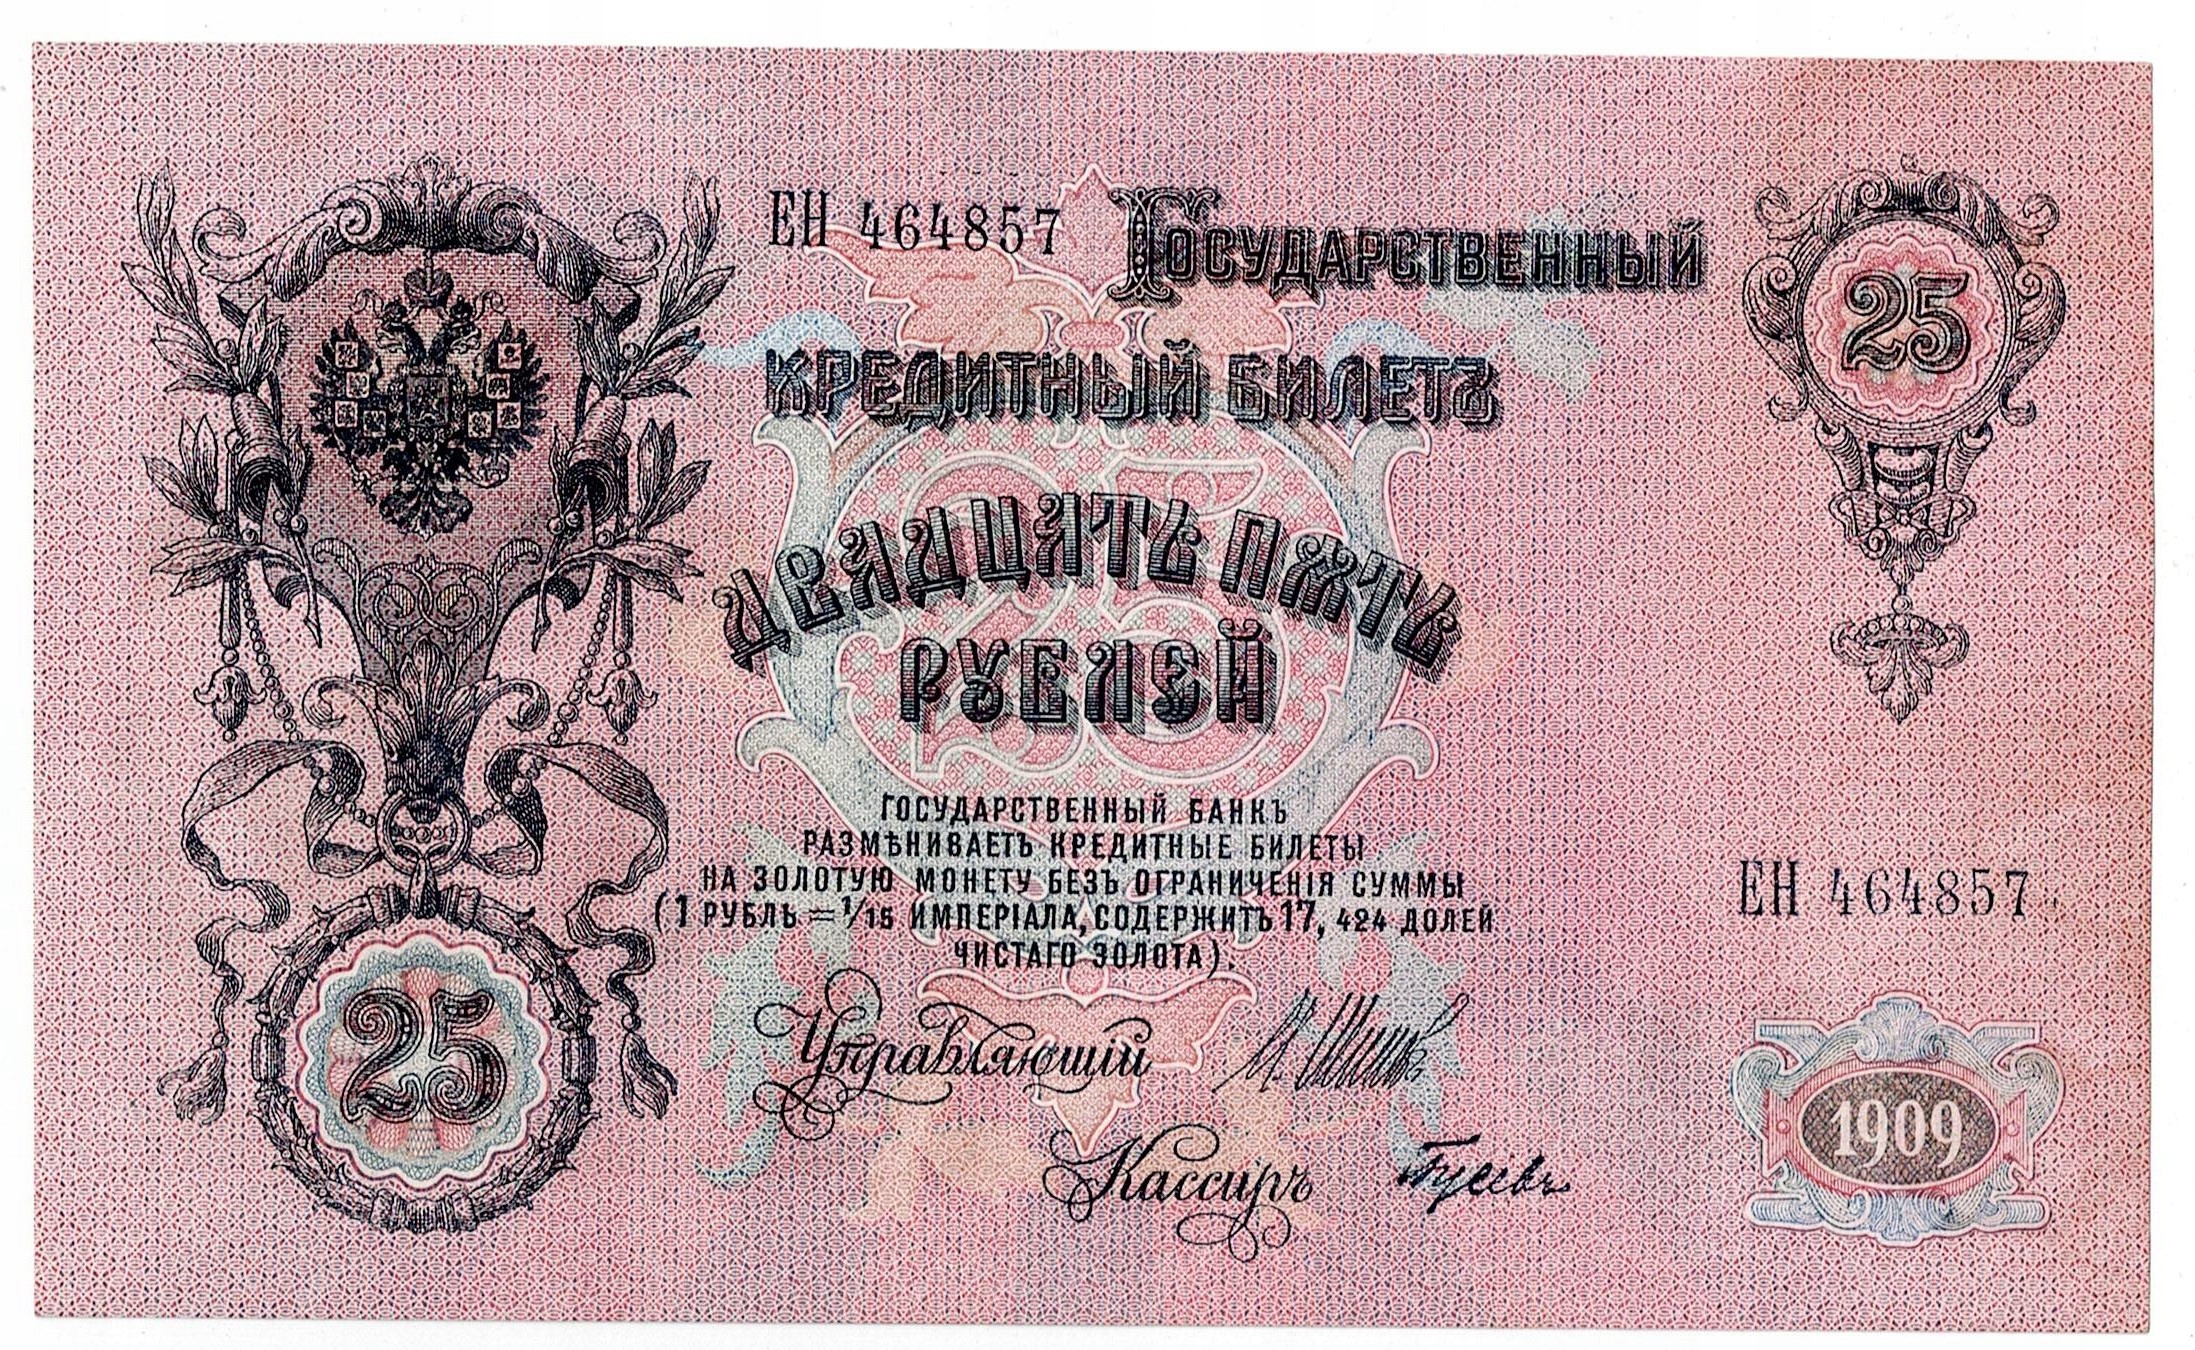 ЕН 464857
Государственный
25
кредитный билетъ
двадцать пять
рублей
Государственный банкъ
размѣниваетъ кредитные билеты
на золотую монету безъ ограниченія суммы
(1 рубль = 1/15 имперіала, содержитъ 17, 424 долей
чистаго золота).
ЕН 464857
25
Управляющій И. Шипов
Кассиръ Гусевъ
1909